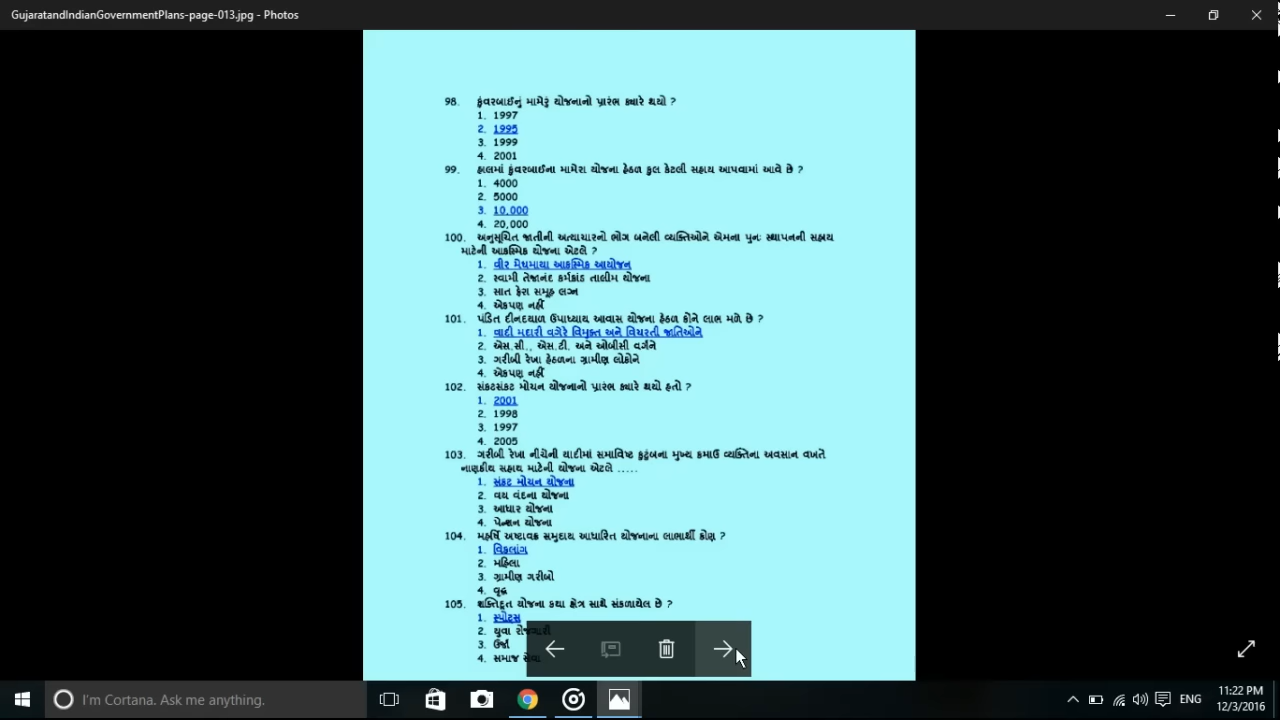 GujaratandIndianGovernmentPlans-page-013.jpg - Photos
98. કુંવરબાઈનું મામેરું યોજનાનો પ્રારંભ ક્યારે થયો ?
1. 1997
2. 1995
3. 1999
4. 2001
99. હાલમાં કુંવરબાઈના મામેરા યોજના હેઠળ કુલ કેટલી સહાય આપવામાં આવે છે ?
1. 4000
2. 5000
3. 10,000
4. 20,000
100. અનુસૂચિત જાતીની અત્યાચારનો ભોગ બનેલી વ્યક્તિઓને એમના પુનઃ સ્થાપનની સહાય
માટેની આકસ્મિક યોજના એટલે ?
1. વીર મેઘમાયા આકસ્મિક આયોજન
2. સ્વામી તેજાનંદ કર્મકાંડ તાલીમ યોજના
3. સાત ફેરા સમૂહ લગ્ન
4. એકપણ નહીં
101. પંડિત દીનદયાળ ઉપાધ્યાય આવાસ યોજના હેઠળ કોને લાભ મળે છે ?
1. વાદી મદારી વગેરે વિમુક્ત અને વિચરતી જાતિઓને
2. એસ.સી., એસ.ટી. અને ઓબીસી વર્ગને
3. ગરીબી રેખા હેઠળના ગ્રામીણ લોકોને
4. એકપણ નહીં
102. સંકટસંકટ મોચન યોજનાનો પ્રારંભ ક્યારે થયો હતો ?
1. 2001
2. 1998
3. 1997
4. 2005
103. ગરીબી રેખા નીચેની યાદીમાં સમાવિષ્ટ કુટુંબના મુખ્ય કમાઉ વ્યક્તિના અવસાન વખતે
નાણકીય સહાય માટેની યોજના એટલે .....
1. સંકટ મોચન યોજના
2. વય વંદના યોજના
3. આધાર યોજના
4. પેન્શન યોજના
104. મહર્ષિ અષ્ટાવક્ર સમુદાય આધારિત યોજનાના લાભાર્થી કોણ ?
1. વિકલાંગ
2. મહિલા
3. ગ્રામીણ ગરીબો
4. વૃદ્ધ
105. શક્તિદૂત યોજના કયા ક્ષેત્ર સાથે સંકળાયેલ છે ?
1. સ્પોટ્સ
2. યુવા રોજગારી
3. ઉર્જા
4. સમાજ સેવા
I'm Cortana. Ask me anything.
ENG
11:22 PM
12/3/2016